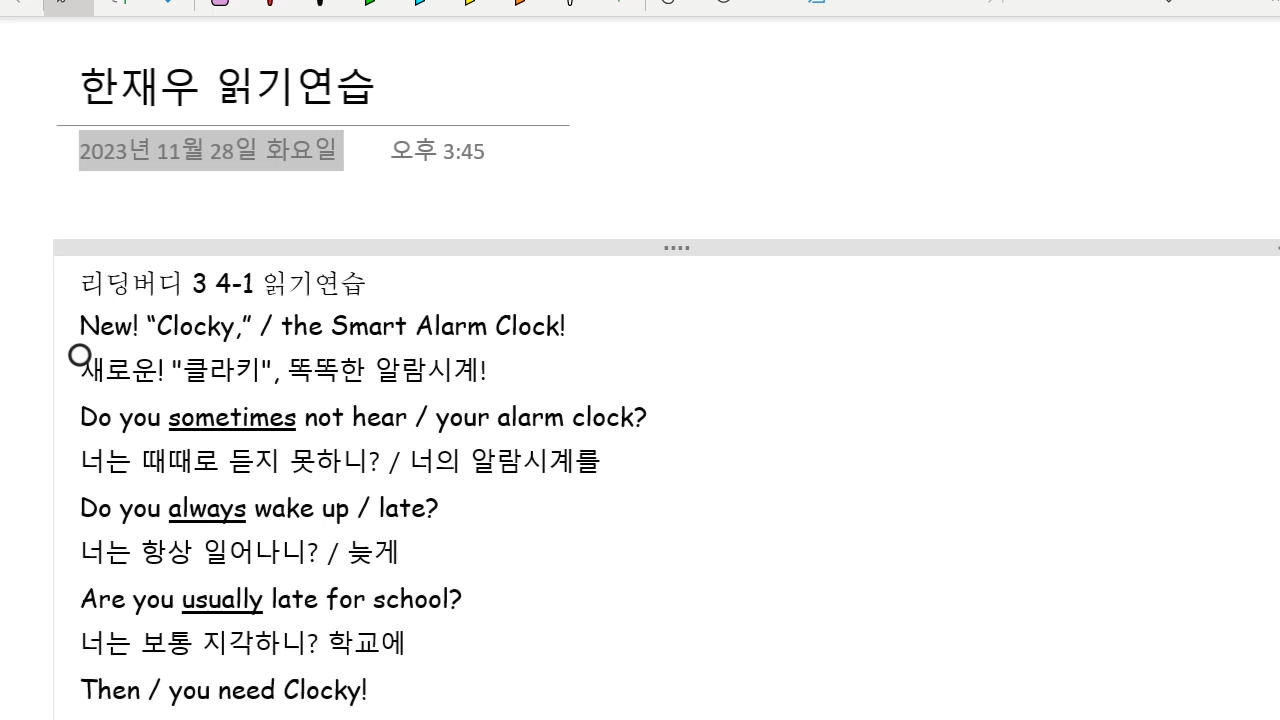 한재우 읽기연습
2023년 11월 28일 화요일 오후 3:45
리딩버디 3 4-1 읽기연습
New! “Clocky,” / the Smart Alarm Clock!
새로운! "클라키", 똑똑한 알람시계!
Do you sometimes not hear / your alarm clock?
너는 때때로 듣지 못하니? / 너의 알람시계를
Do you always wake up / late?
너는 항상 일어나니? / 늦게
Are you usually late for school?
너는 보통 지각하니? 학교에
Then / you need Clocky!